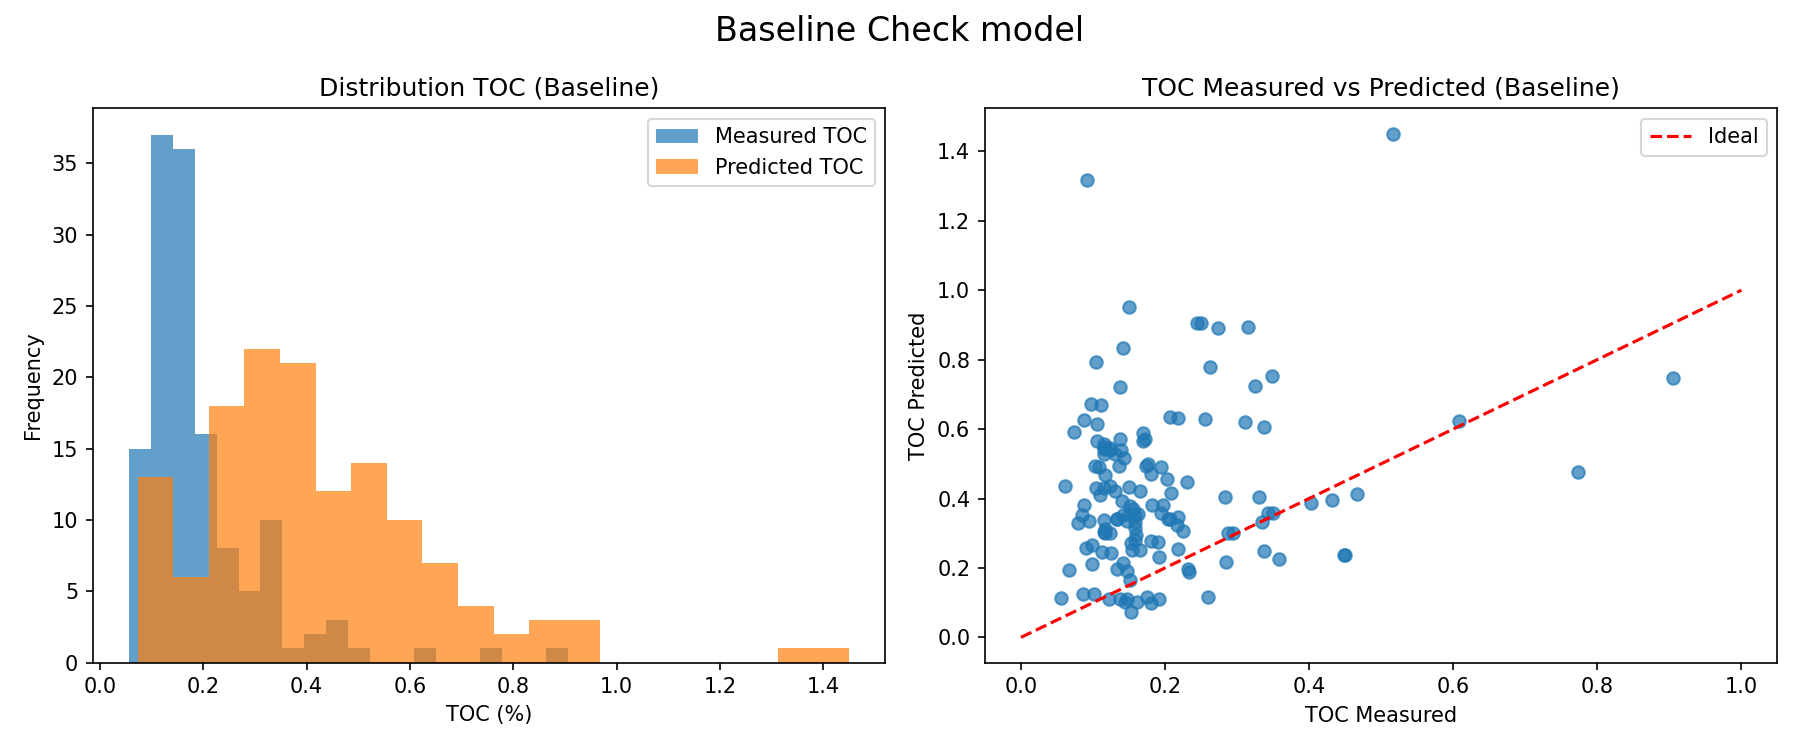 Baseline Check model
Distribution TOC (Baseline)
Measured TOC
Predicted TOC
Frequency
35
30
25
20
15
10
5
0
0.0 0.2 0.4 0.6 0.8 1.0 1.2 1.4
TOC (%)
TOC Measured vs Predicted (Baseline)
Ideal
TOC Predicted
1.4
1.2
1.0
0.8
0.6
0.4
0.2
0.0
0.0 0.2 0.4 0.6 0.8 1.0
TOC Measured